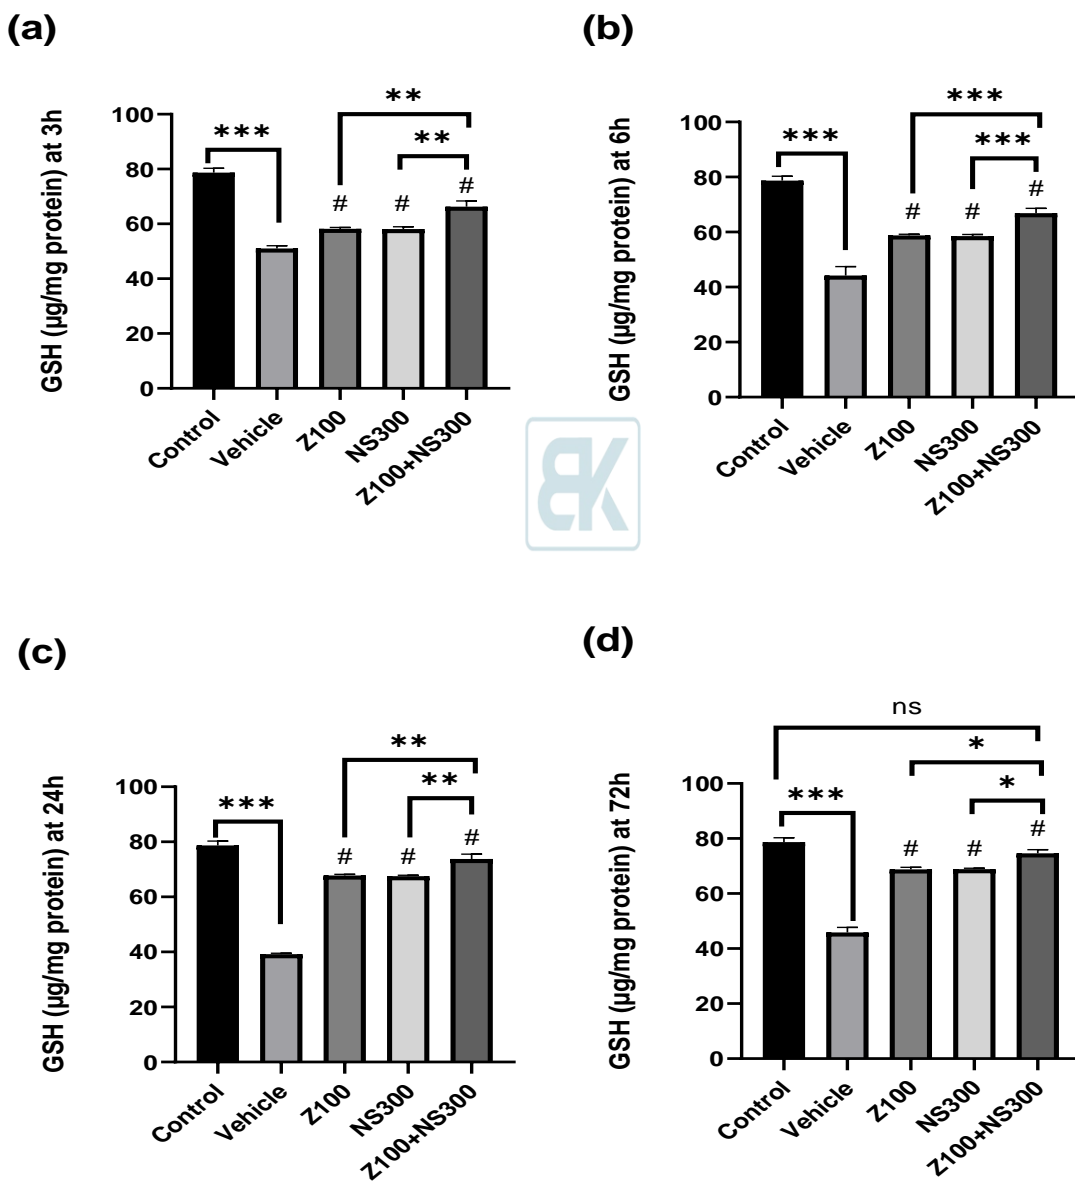 (a)
GSH (µg/mg protein) at 3h
100
80
60
40
20
0
***
**
**
#
#
#
Control
Vehicle
Z100
NS300
Z100+NS300
(b)
GSH (µg/mg protein) at 6h
100
80
60
40
20
0
***
***
***
#
#
#
Control
Vehicle
Z100
NS300
Z100+NS300
BK
(c)
GSH (µg/mg protein) at 24h
100
80
60
40
20
0
***
**
**
#
#
#
Control
Vehicle
Z100
NS300
Z100+NS300
(d)
GSH (µg/mg protein) at 72h
100
80
60
40
20
0
ns
*
*
***
#
#
#
Control
Vehicle
Z100
NS300
Z100+NS300